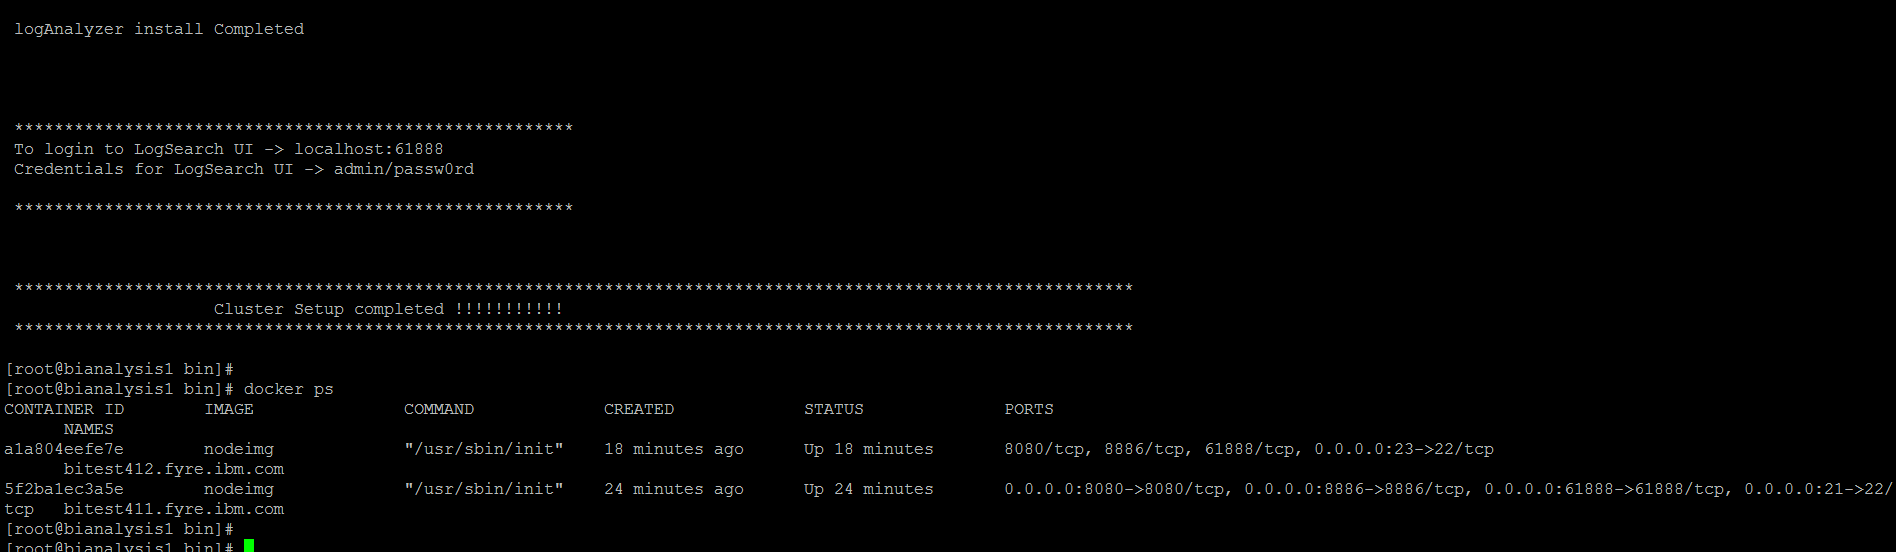 logAnalyzer install Completed
********************************************************
To login to LogSearch UI -> localhost:61888
Credentials for LogSearch UI -> admin/passw0rd
********************************************************
****************************************************************************************************************
Cluster Setup completed !!!!!!!!!!!
****************************************************************************************************************
[root@bianalysis1 bin]#
[root@bianalysis1 bin]# docker ps
CONTAINER ID        IMAGE               COMMAND             CREATED             STATUS              PORTS
      NAMES
a1a804eefe7e        nodeimg             "/usr/sbin/init"    18 minutes ago      Up 18 minutes       8080/tcp, 8886/tcp, 61888/tcp, 0.0.0.0:23->22/tcp
      bitest412.fyre.ibm.com
5f2ba1ec3a5e        nodeimg             "/usr/sbin/init"    24 minutes ago      Up 24 minutes       0.0.0.0:8080->8080/tcp, 0.0.0.0:8886->8886/tcp, 0.0.0.0:61888->61888/tcp, 0.0.0.0:21->22/
tcp   bitest411.fyre.ibm.com
[root@bianalysis1 bin]#
[root@bianalysis1 bin]#